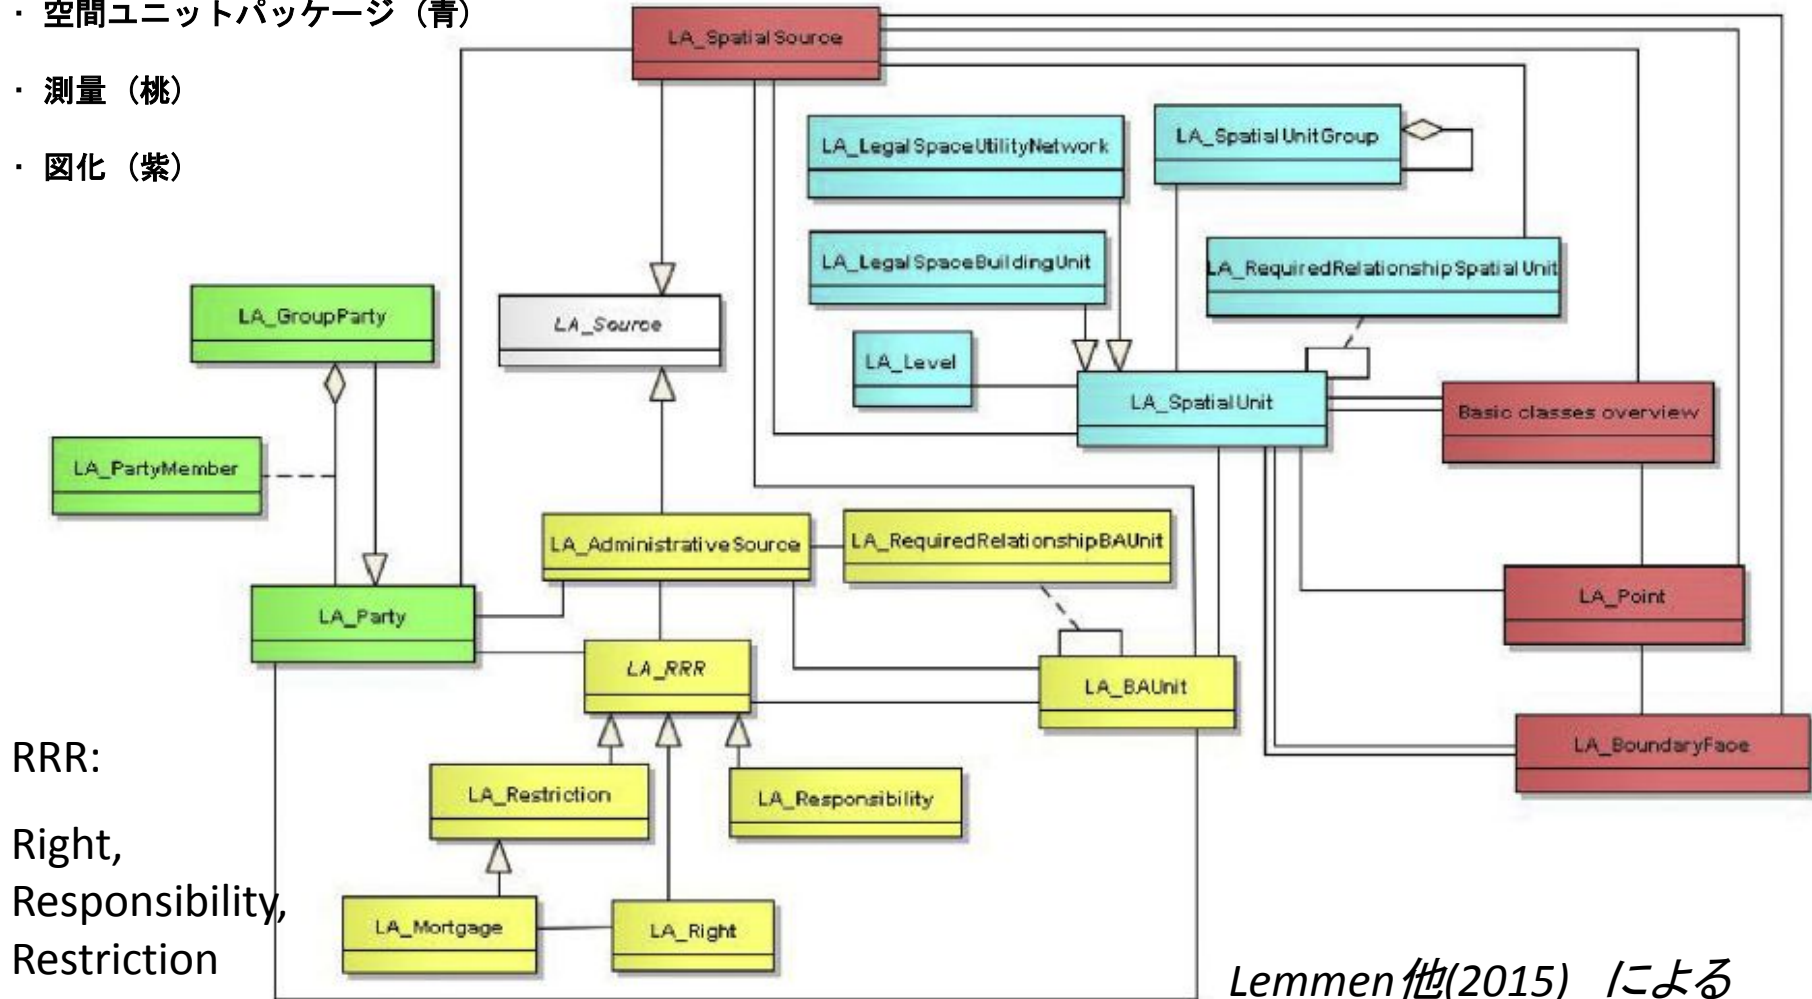 ・ 空間ユニットパッケージ（青）
・ 測量（桃）
・ 図化（紫）
LA_SpatialSource
LA_LegalSpaceUtilityNetwork
LA_SpatialUnitGroup
LA_LegalSpaceBuildingUnit
LA_RequiredRelationshipSpatialUnit
LA_GroupParty
LA_Source
LA_Level
LA_SpatialUnit
Basic classes overview
LA_PartyMember
LA_AdministrativeSource
LA_RequiredRelationshipBAUnit
LA_Party
LA_Point
LA_RRR
LA_BAUnit
LA_BoundaryFace
RRR:
LA_Restriction
LA_Responsibility
Right,
Responsibility,
Restriction
LA_Mortgage
LA_Right
Lemmen他(2015) による